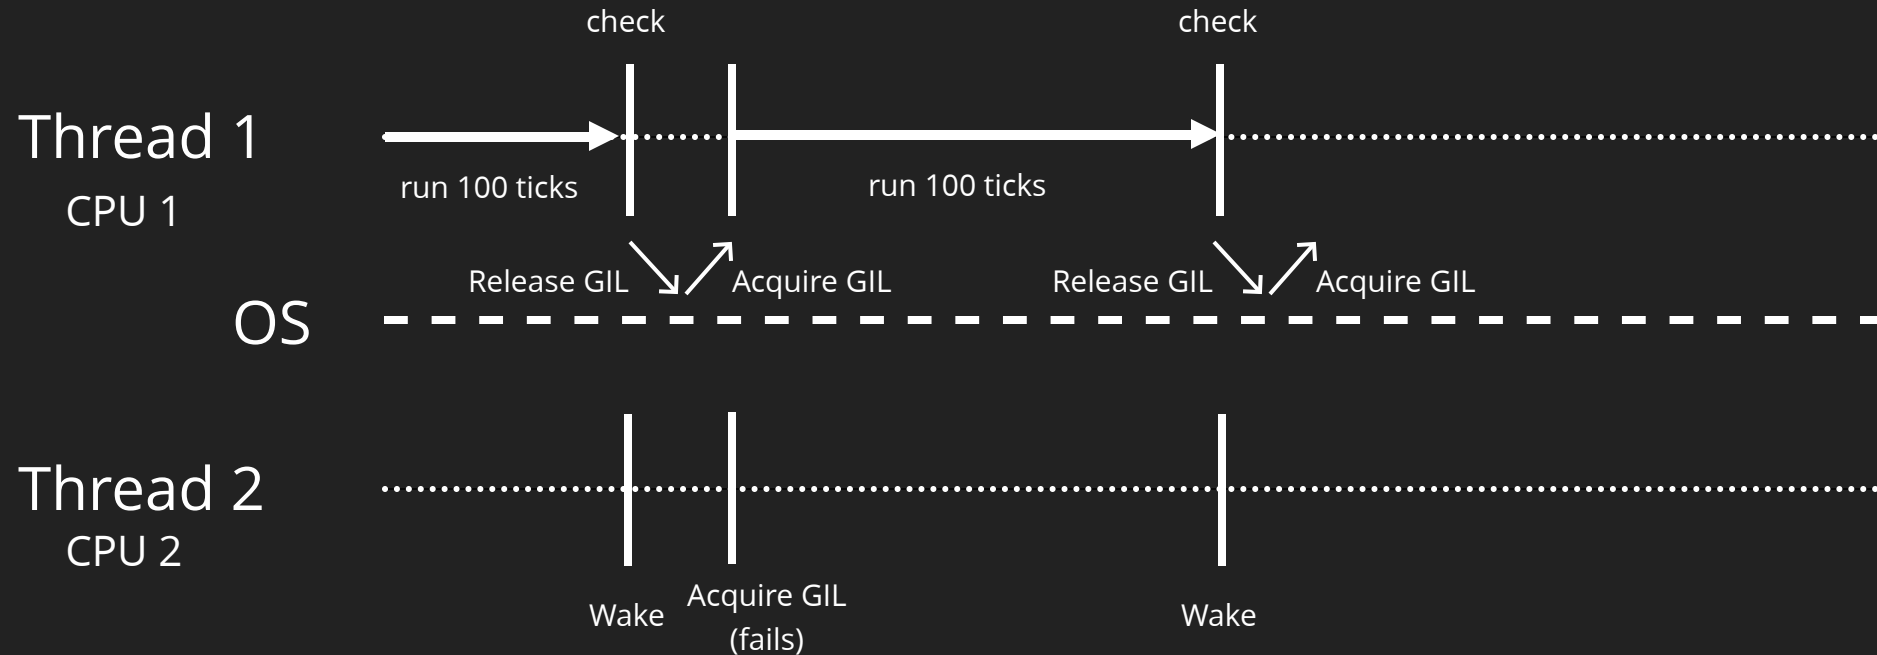 check
check
Thread 1
run 100 ticks
run 100 ticks
CPU 1
Release GIL
Acquire GIL
Release GIL
Acquire GIL
OS
Thread 2
CPU 2
Wake
Acquire GIL
(fails)
Wake